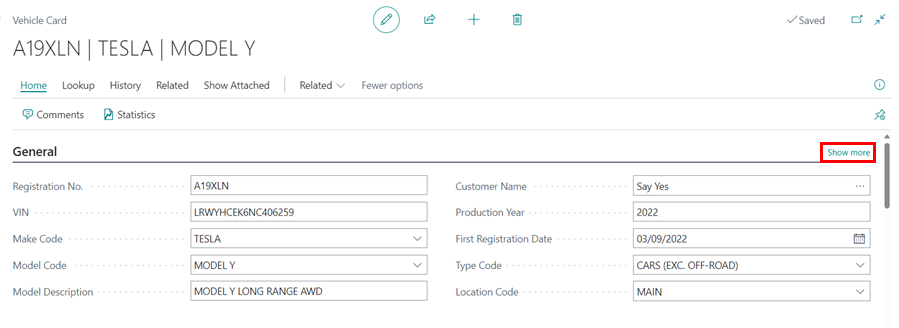 Vehicle Card
Saved
A19XLN | TESLA | MODEL Y
Home Lookup History Related Show Attached Related Fewer options
Comments Statistics
General Show more
Registration No. A19XLN Customer Name Say Yes
VIN LRWYHCEK6NC406259 Production Year 2022
Make Code TESLA First Registration Date 03/09/2022
Model Code MODEL Y Type Code CARS (EXC. OFF-ROAD)
Model Description MODEL Y LONG RANGE AWD Location Code MAIN